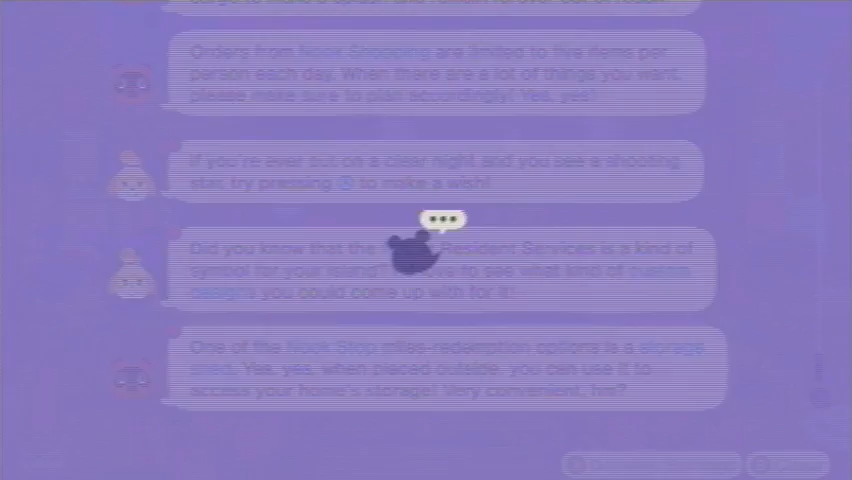 Orders from Nook Shopping are limited to five items per
person each day. When there are a lot of things you want,
please make sure to plan accordingly! Yes, yes!
If you're ever out on a clear night and you see a shooting
star, try pressing to make a wish!
Did you know that the Resident Services is a kind of
symbol for your island? to see what kind of custom
designs you could come up with for it!
One of the Nook Stop miles-redemption options is a storage
shed. Yes, yes, when placed outside, you can use it to
access your home's storage! Very convenient, hm?